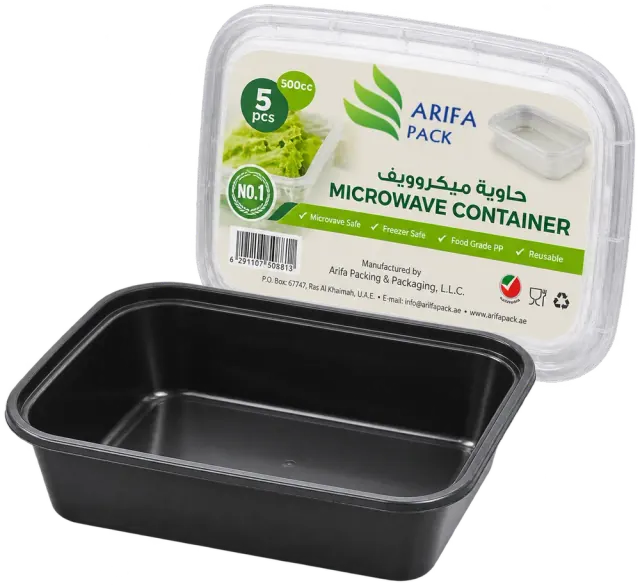 500cc
5
pcs
ARIFA
PACK
حاوية ميكروويف
MICROWAVE CONTAINER
NO.1
✓ Microwave Safe ✓ Freezer Safe ✓ Food Grade PP ✓ Reusable
6 291107 508813
Manufactured by
Arifa Packing & Packaging, L.L.C.
P.O. Box: 67747, Ras Al Khaimah, U.A.E. • E-mail: info@arifapack.ae • www.arifapack.ae